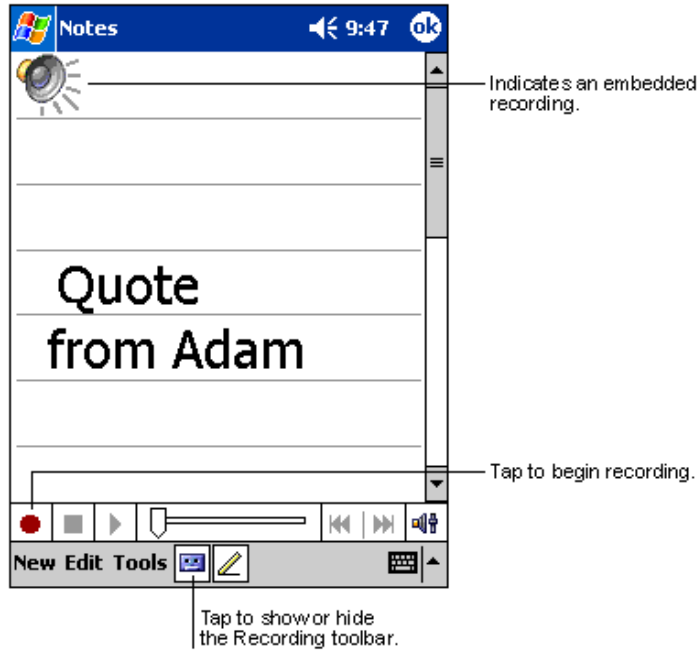 Notes 9:47 ok
Indicates an embedded
recording.
Quote
from Adam
Tap to begin recording.
New Edit Tools
Tap to show or hide
the Recording toolbar.